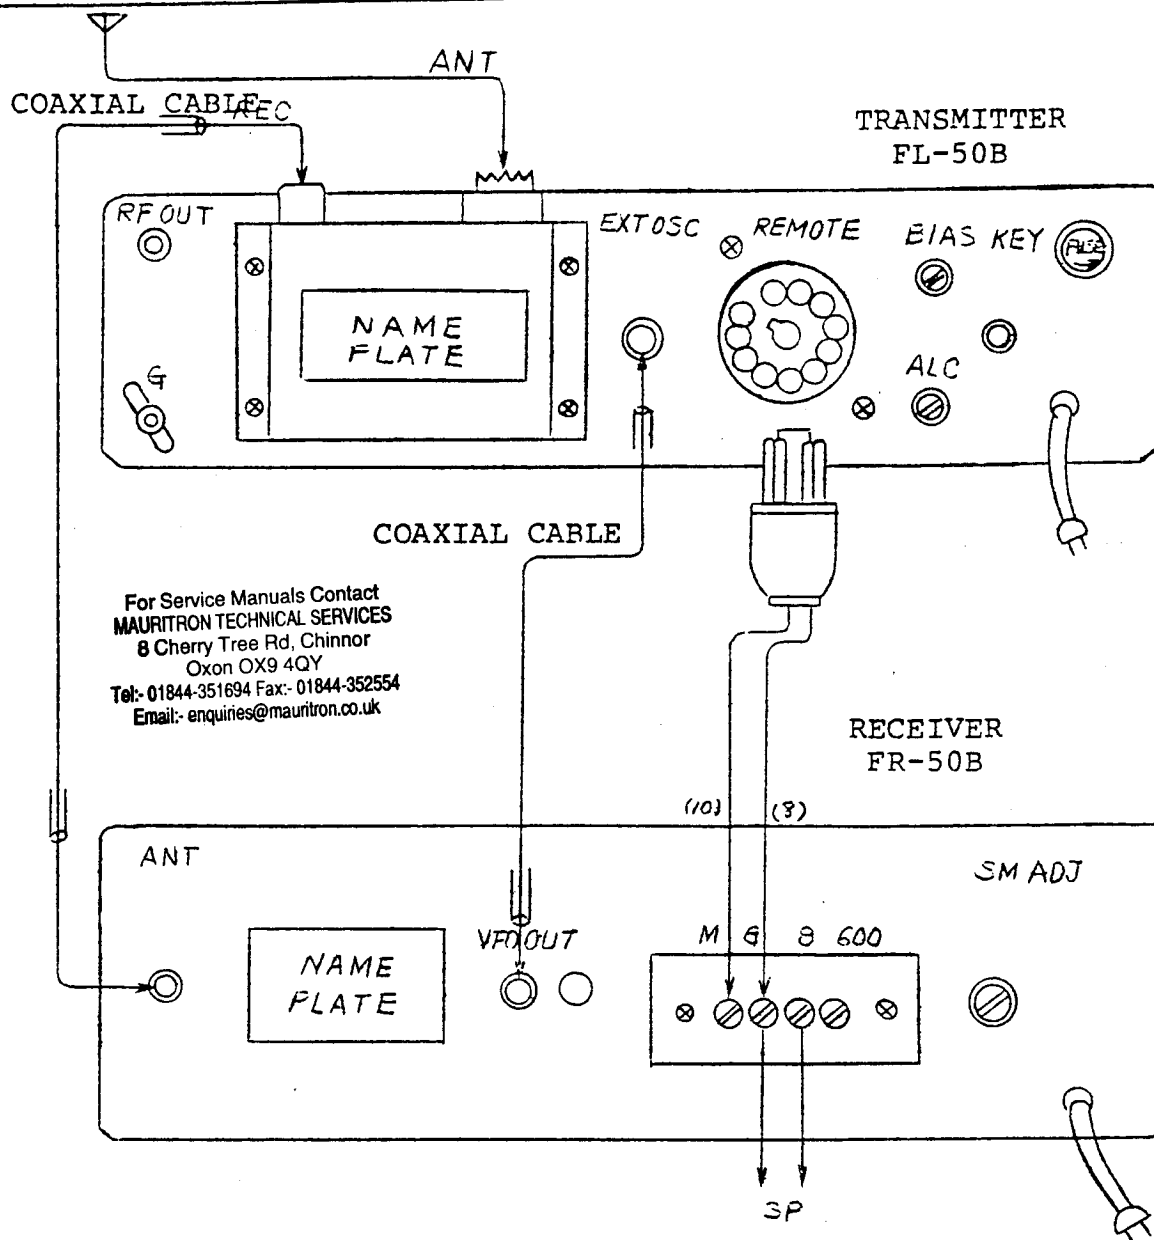 ANT
COAXIAL CABLE
REC
TRANSMITTER
FL-50B
RF OUT
EXT OSC
REMOTE
BIAS
KEY
NAME
PLATE
G
ALC
COAXIAL CABLE
For Service Manuals Contact
MAURITRON TECHNICAL SERVICES
8 Cherry Tree Rd, Chinnor
Oxon OX9 4QY
Tel:- 01844-351694 Fax:- 01844-352554
Email:- enquiries@mauritron.co.uk
RECEIVER
FR-50B
(10)
(8)
ANT
SM ADJ
VFO OUT
M G 8 600
NAME
PLATE
SP